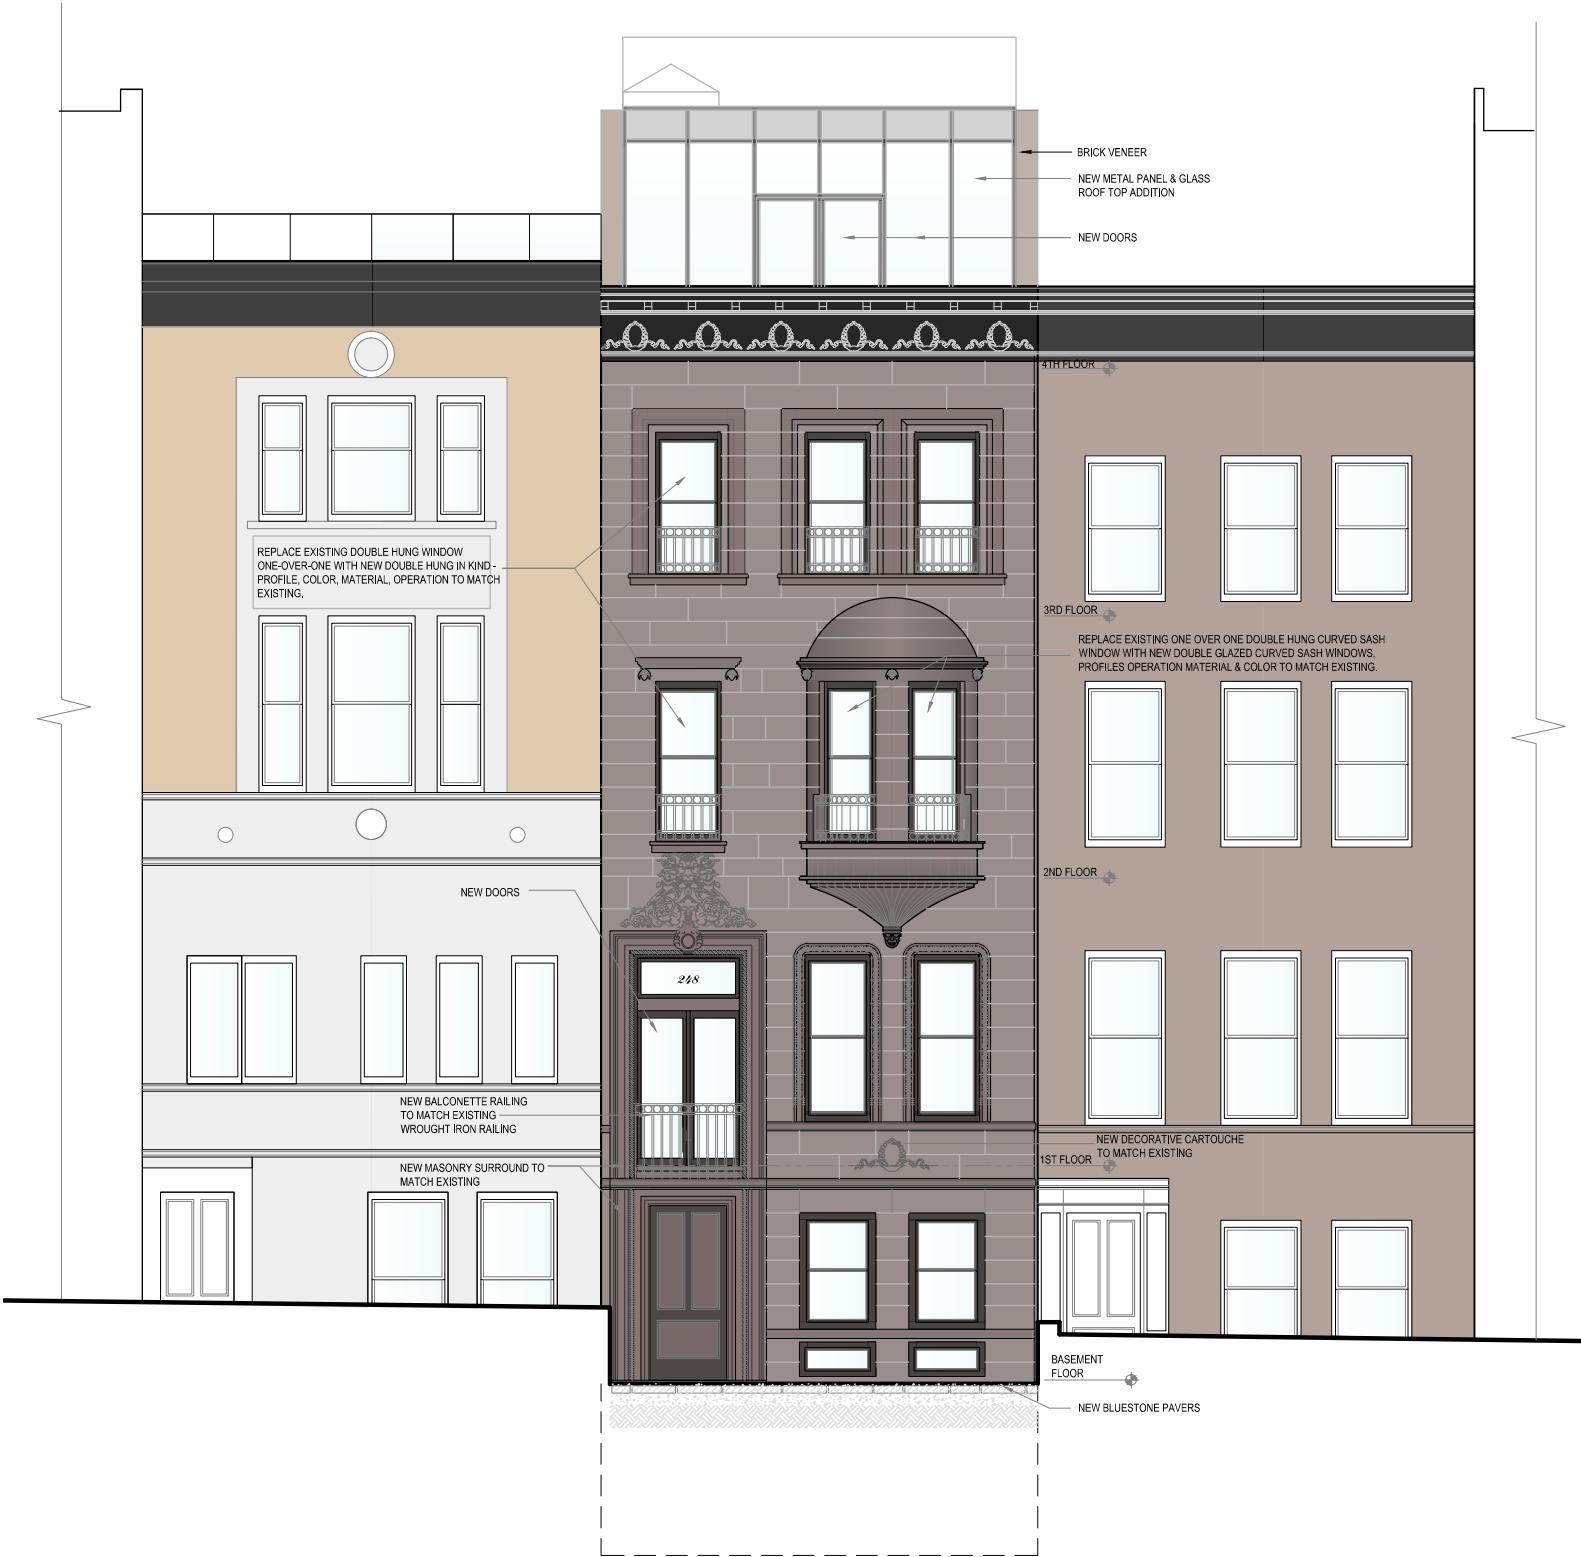 BRICK VENEER
NEW METAL PANEL & GLASS
ROOF TOP ADDITION
NEW DOORS
4TH FLOOR
REPLACE EXISTING DOUBLE HUNG WINDOW
ONE-OVER-ONE WITH NEW DOUBLE HUNG IN KIND -
PROFILE, COLOR, MATERIAL, OPERATION TO MATCH
EXISTING.
3RD FLOOR
REPLACE EXISTING ONE OVER ONE DOUBLE HUNG CURVED SASH
WINDOW WITH NEW DOUBLE GLAZED CURVED SASH WINDOWS,
PROFILES OPERATION MATERIAL & COLOR TO MATCH EXISTING.
2ND FLOOR
NEW DOORS
248
NEW BALCONETTE RAILING
TO MATCH EXISTING
WROUGHT IRON RAILING
NEW DECORATIVE CARTOUCHE
TO MATCH EXISTING
1ST FLOOR
NEW MASONRY SURROUND TO
MATCH EXISTING
BASEMENT
FLOOR
NEW BLUESTONE PAVERS